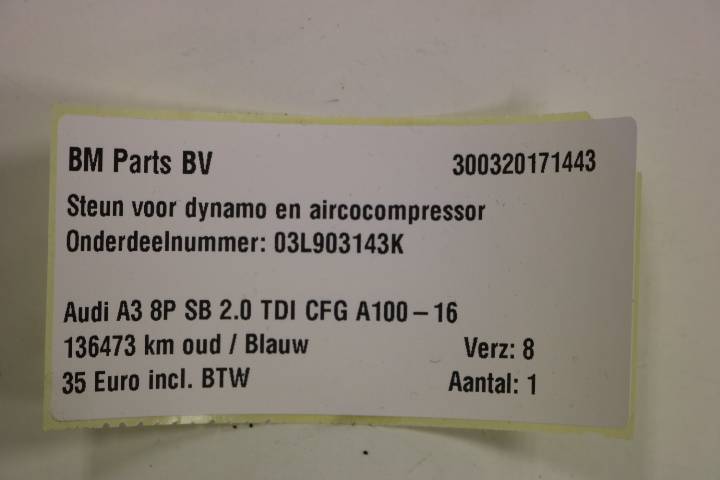 BM Parts BV 300320171443
Steun voor dynamo en aircocompressor
Onderdeelnummer: 03L903143K
Audi A3 8P SB 2.0 TDI CFG A100-16
136473 km oud / Blauw Verz: 8
35 Euro incl. BTW Aantal: 1